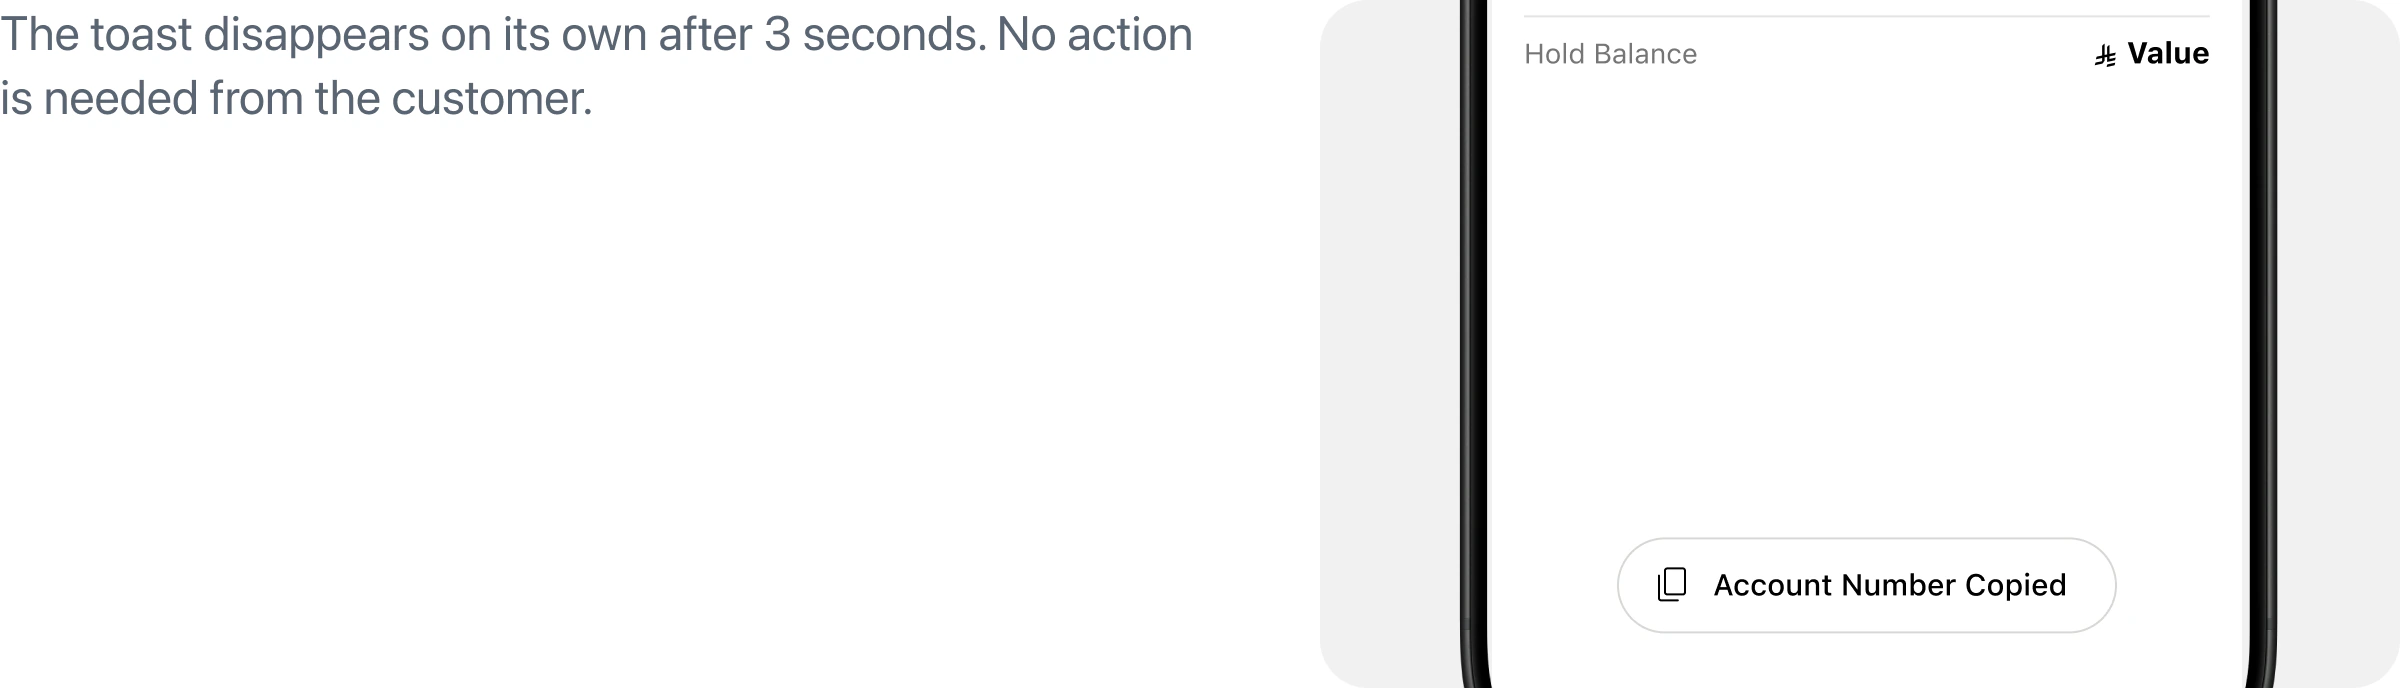 The toast disappears on its own after 3 seconds. No action
is needed from the customer.
Hold Balance
Value
Account Number Copied